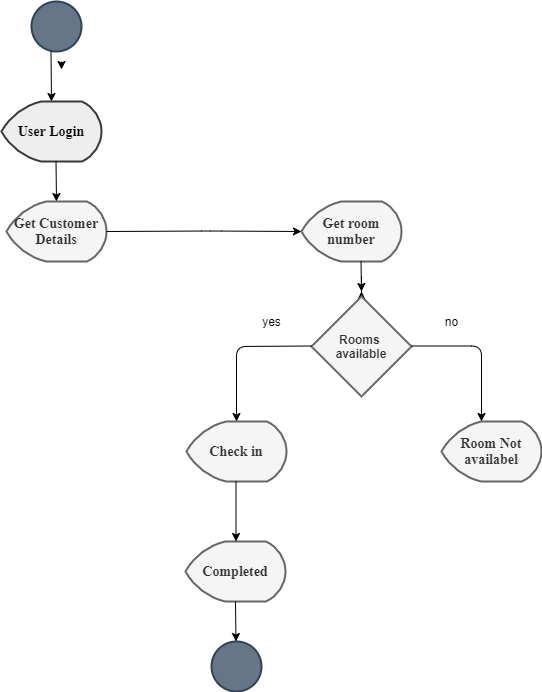 User Login
Get Customer
Details
Get room
number
yes
no
Rooms
available
Check in
Room Not
availabel
Completed